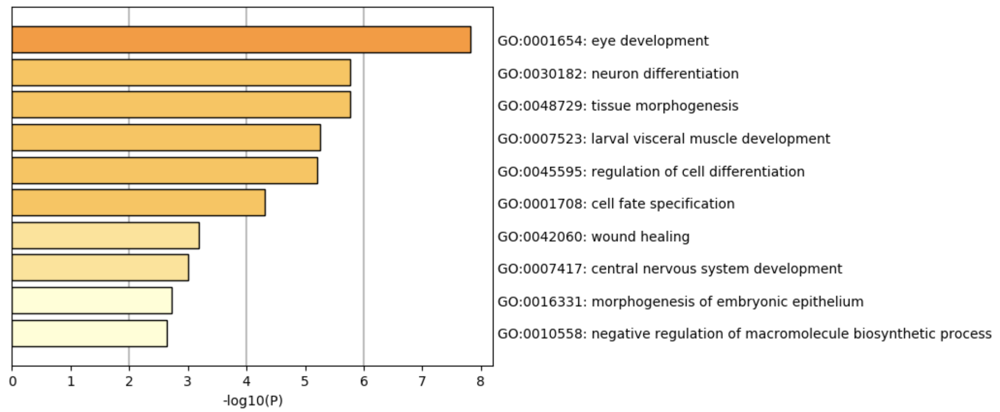 GO:0001654: eye development
GO:0030182: neuron differentiation
GO:0048729: tissue morphogenesis
GO:0007523: larval visceral muscle development
GO:0045595: regulation of cell differentiation
GO:0001708: cell fate specification
GO:0042060: wound healing
GO:0007417: central nervous system development
GO:0016331: morphogenesis of embryonic epithelium
GO:0010558: negative regulation of macromolecule biosynthetic process
0 1 2 3 4 5 6 7 8
-log10(P)